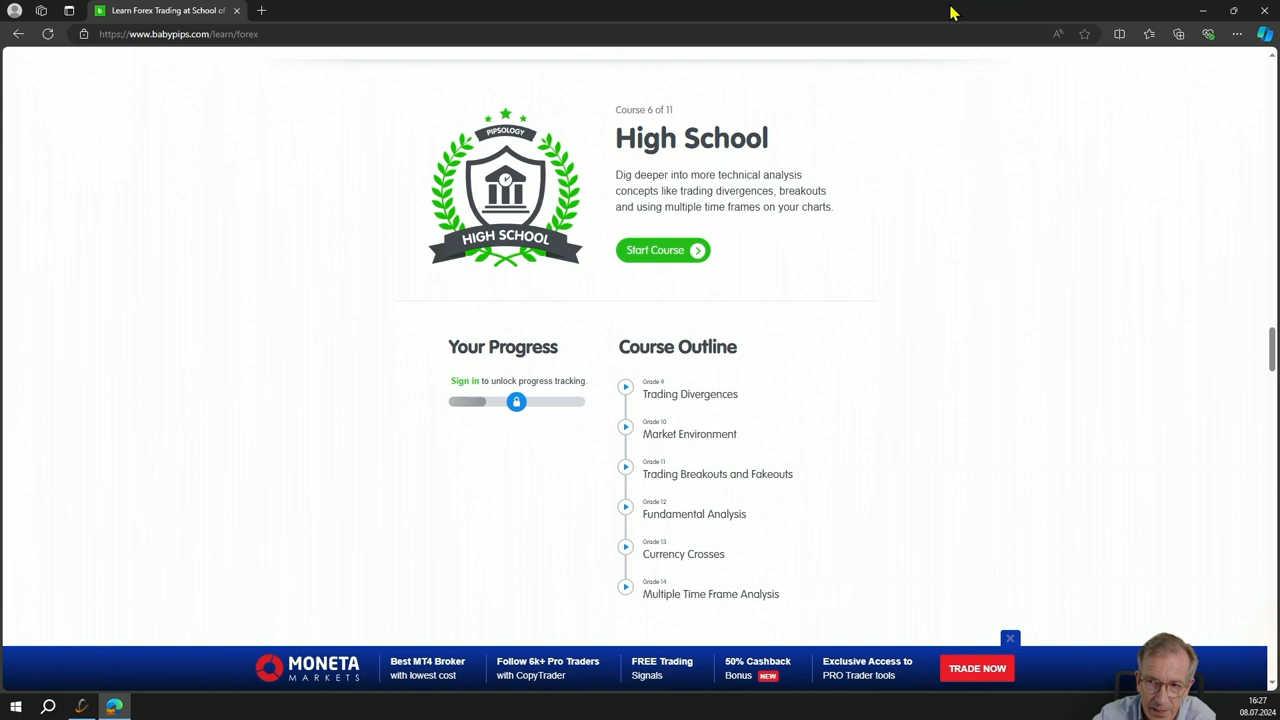 Learn Forex Trading at School of
https://www.babypips.com/learn/forex
Course 6 of 11
High School
PIPSOLOGY
HIGH SCHOOL
Dig deeper into more technical analysis
concepts like trading divergences, breakouts
and using multiple time frames on your charts.
Start Course
Your Progress
Sign in to unlock progress tracking.
Course Outline
Grade 9
Trading Divergences
Grade 10
Market Environment
Grade 11
Trading Breakouts and Fakeouts
Grade 12
Fundamental Analysis
Grade 13
Currency Crosses
Grade 14
Multiple Time Frame Analysis
MONETA
MARKETS
Best MT4 Broker
with lowest cost
Follow 6k+ Pro Traders
with CopyTrader
FREE Trading
Signals
50% Cashback
Bonus NEW
Exclusive Access to
PRO Trader tools
TRADE NOW
16:27
08.07.2024